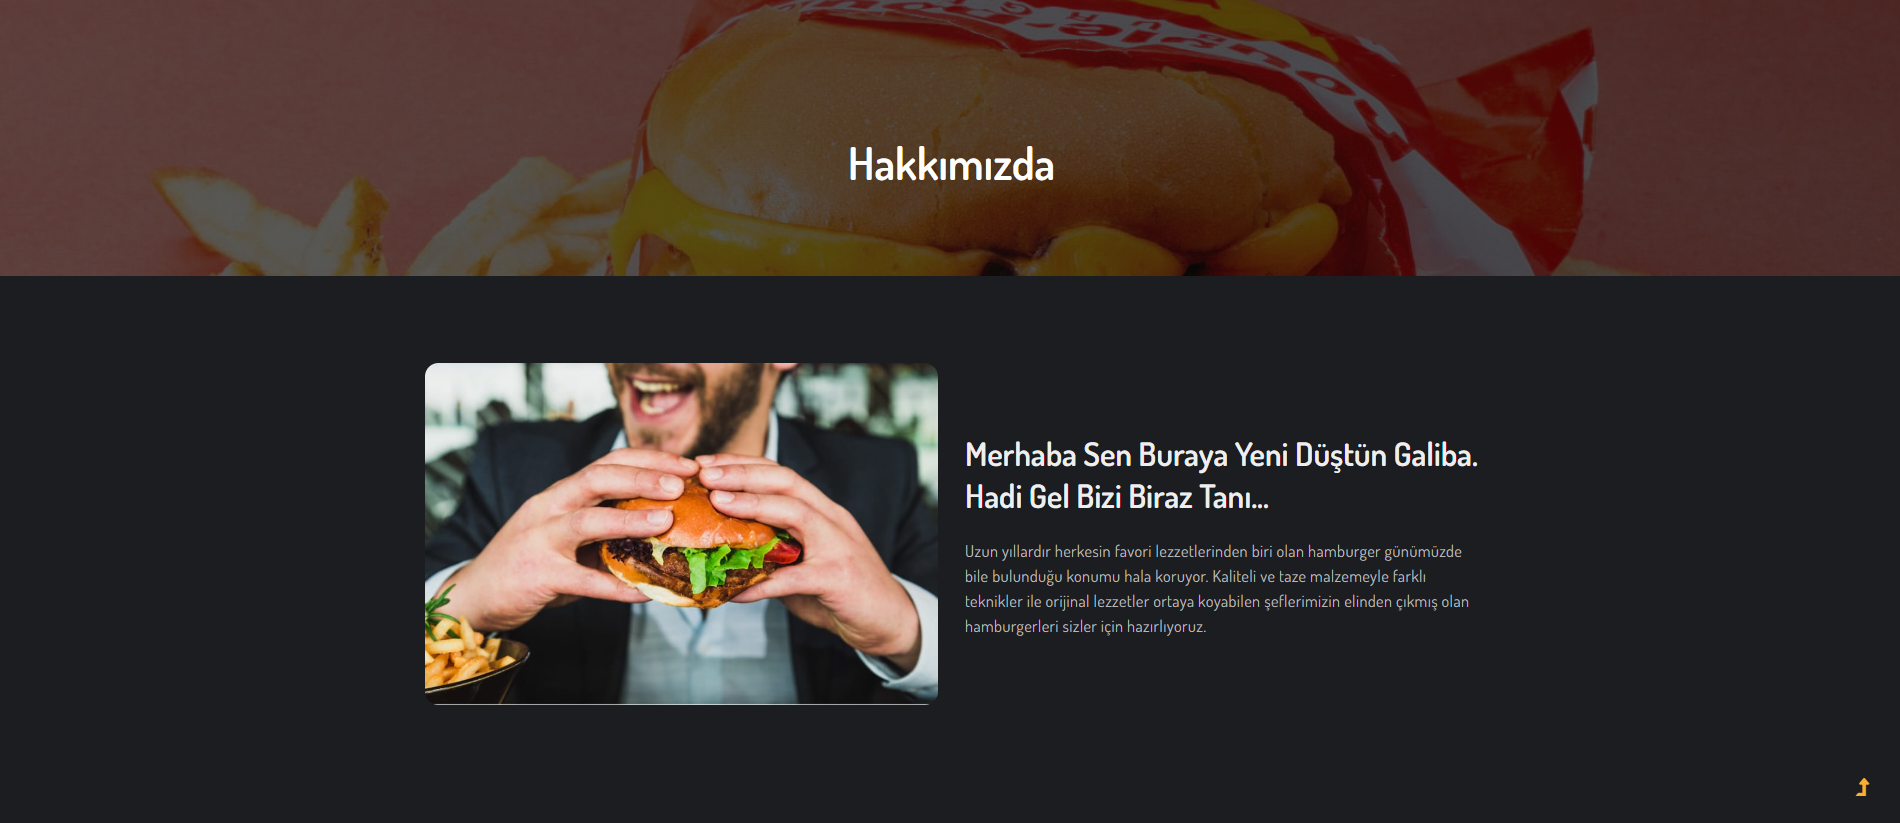 Hakkımızda
Merhaba Sen Buraya Yeni Düştün Galiba.
Hadi Gel Bizi Biraz Tanı...
Uzun yıllardır herkesin favori lezzetlerinden biri olan hamburger günümüzde
bile bulunduğu konumu hala koruyor. Kaliteli ve taze malzemeyle farklı
teknikler ile orijinal lezzetler ortaya koyabilen şeflerimizin elinden çıkmış olan
hamburgerleri sizler için hazırlıyoruz.